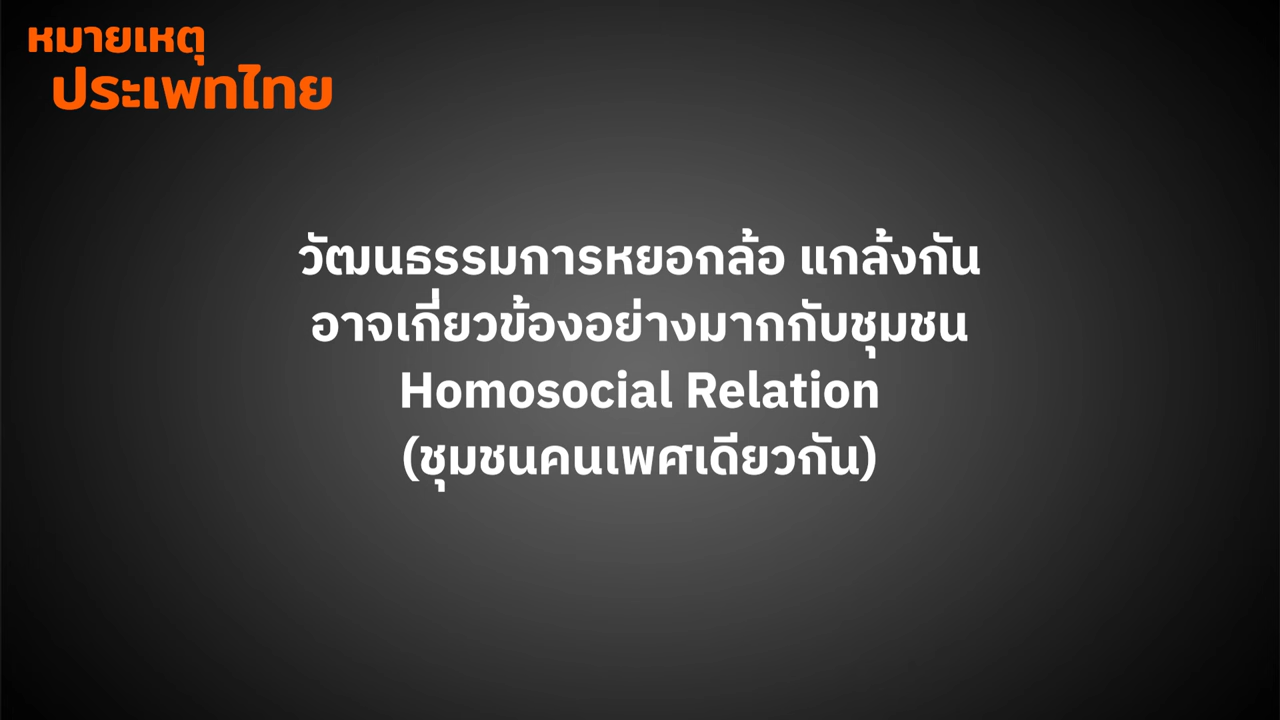 หมายเหตุ
ประเพทไทย
วัฒนธรรมการหยอกล้อ แกล้งกัน
อาจเกี่ยวข้องอย่างมากกับชุมชน
Homosocial Relation
(ชุมชนคนเพศเดียวกัน)